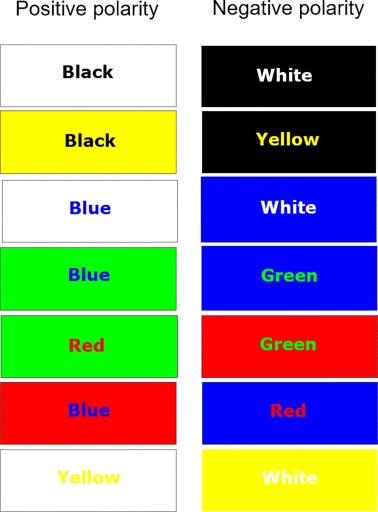 Positive polarity Negative polarity
Black White
Black Yellow
Blue White
Blue Green
Red Green
Blue Red
Yellow White